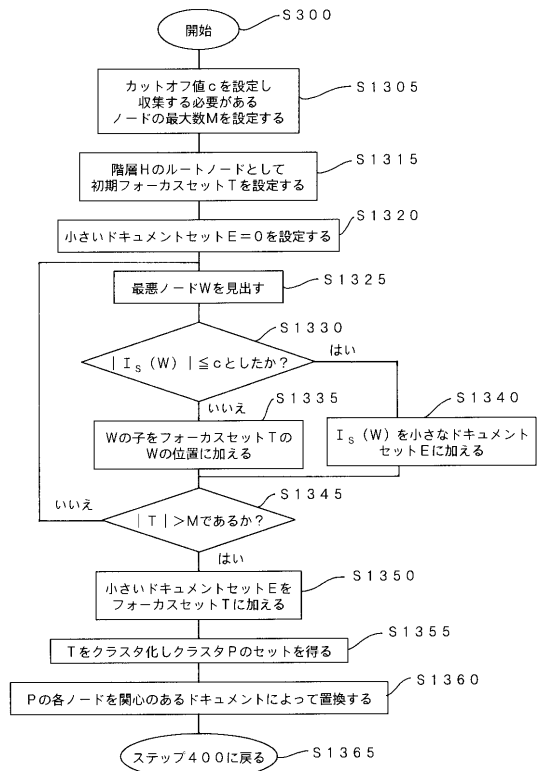 開始
S300
カットオフ値cを設定し
収集する必要がある
ノードの最大数Mを設定する
S1305
階層Hのルートノードとして
初期フォーカスセットTを設定する
S1315
小さいドキュメントセットE=0を設定する
S1320
最悪ノードWを見出す
S1325
|IS(W)|≦cとしたか?
S1330
はい
いいえ
Wの子をフォーカスセットTの
Wの位置に加える
S1335
IS(W)を小さなドキュメント
セットEに加える
S1340
|T|>Mであるか?
S1345
いいえ
はい
小さいドキュメントセットEを
フォーカスセットTに加える
S1350
Tをクラスタ化しクラスタPのセットを得る
S1355
Pの各ノードを関心のあるドキュメントによって置換する
S1360
ステップ400に戻る
S1365